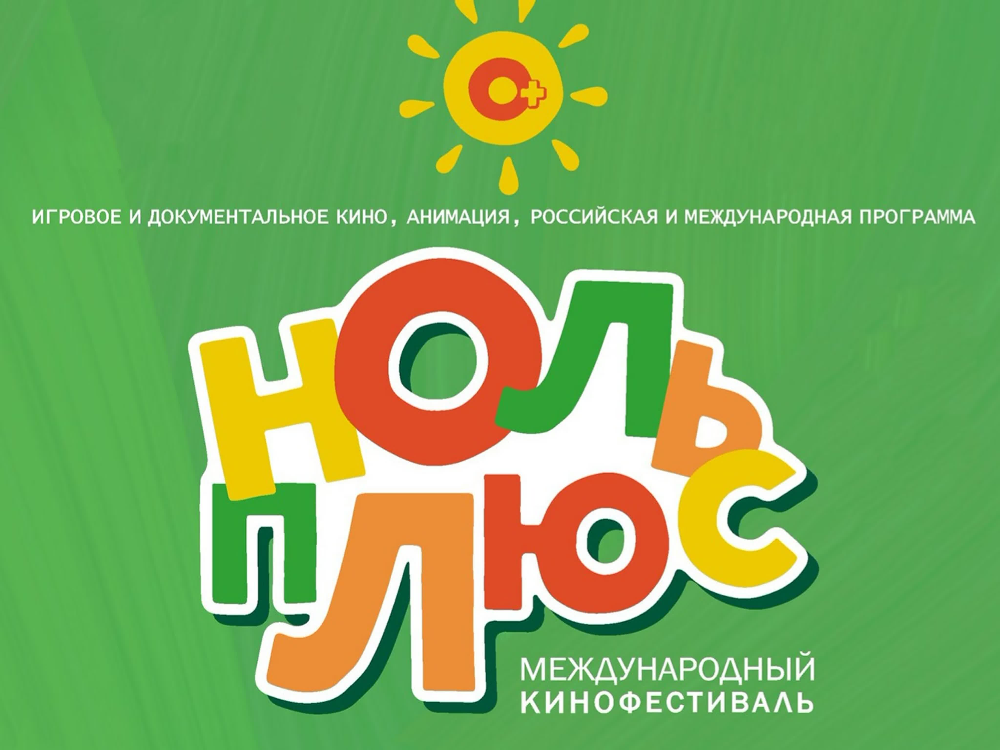 0+
ИГРОВОЕ И ДОКУМЕНТАЛЬНОЕ КИНО, АНИМАЦИЯ, РОССИЙСКАЯ И МЕЖДУНАРОДНАЯ ПРОГРАММА
НОЛЬ
ПЛЮС
МЕЖДУНАРОДНЫЙ
КИНОФЕСТИВАЛЬ